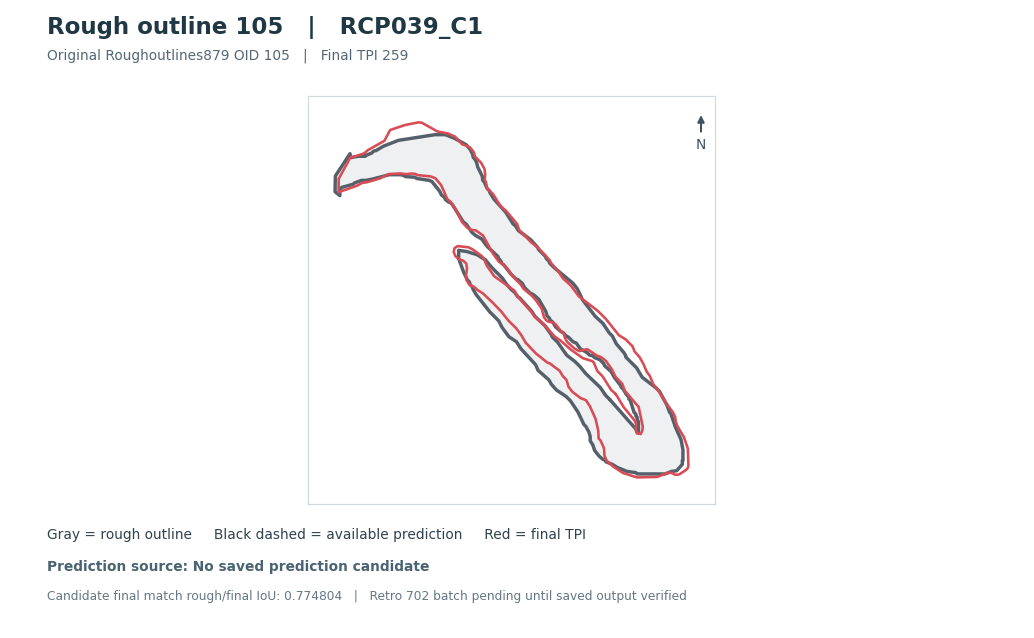 Rough outline 105   |   RCP039_C1
Original Roughoutlines879 OID 105   |   Final TPI 259
N
Gray = rough outline     Black dashed = available prediction     Red = final TPI
Prediction source: No saved prediction candidate
Candidate final match rough/final IoU: 0.774804   |   Retro 702 batch pending until saved output verified